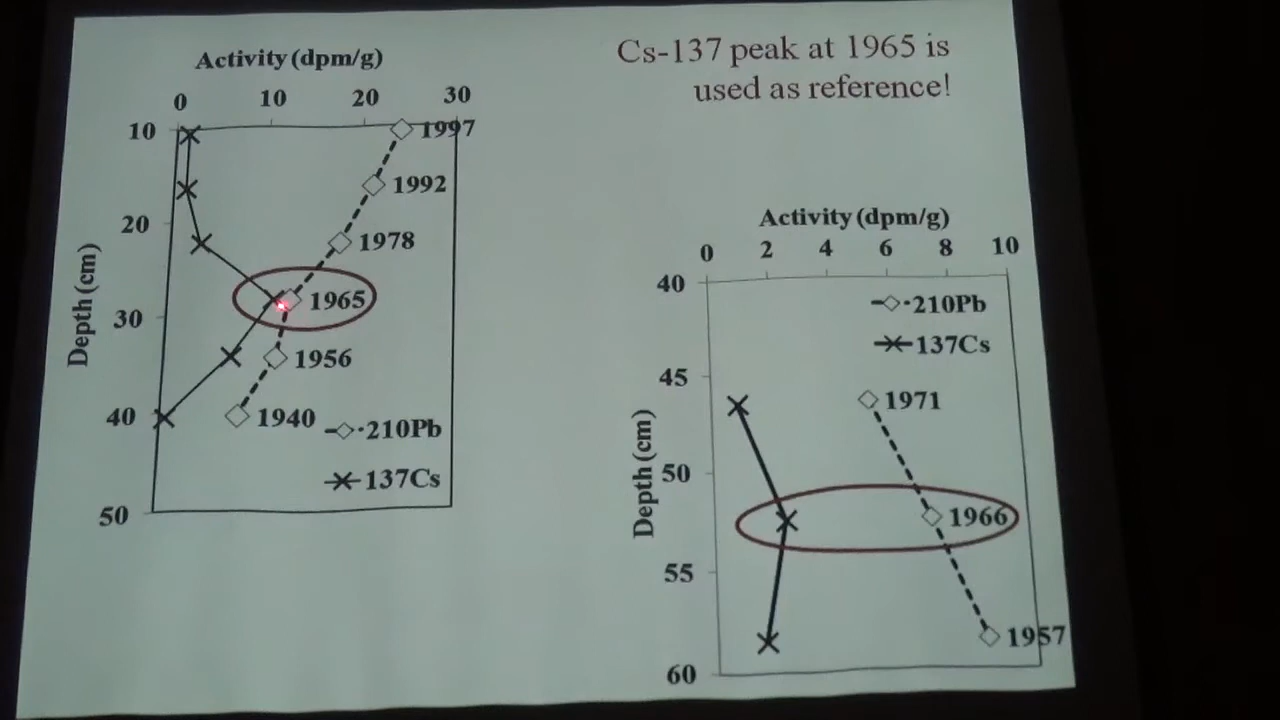 Cs-137 peak at 1965 is
used as reference!
Activity (dpm/g)
0 10 20 30
10
20
30
40
50
Depth (cm)
1997
1992
1978
1965
1956
1940
210Pb
137Cs
Activity (dpm/g)
0 2 4 6 8 10
40
45
50
55
60
Depth (cm)
210Pb
137Cs
1971
1966
1957